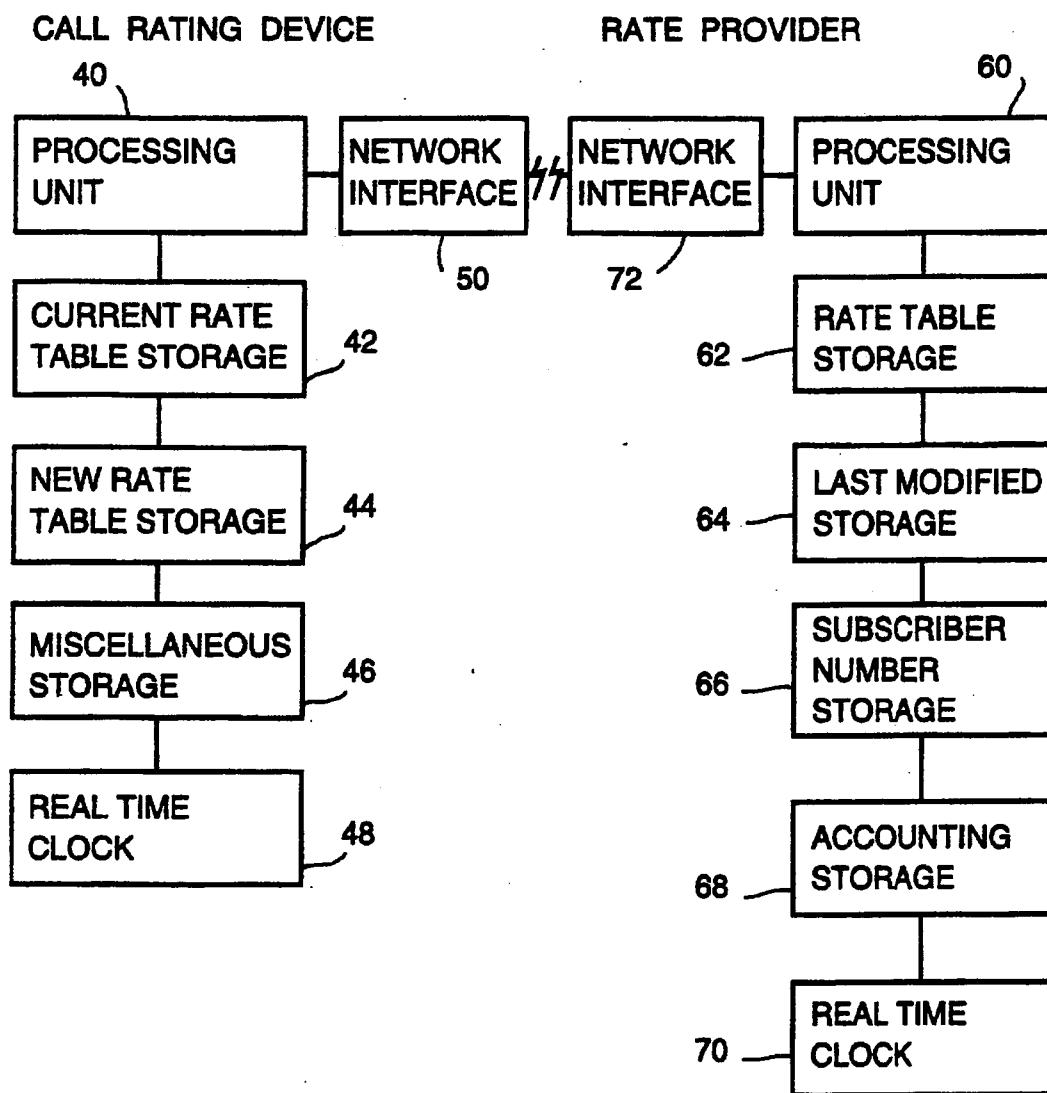 CALL RATING DEVICE
RATE PROVIDER
40
60
PROCESSING
UNIT
NETWORK
INTERFACE
NETWORK
INTERFACE
PROCESSING
UNIT
50
72
CURRENT RATE
TABLE STORAGE
42
62
RATE TABLE
STORAGE
NEW RATE
TABLE STORAGE
44
64
LAST MODIFIED
STORAGE
MISCELLANEOUS
STORAGE
46
66
SUBSCRIBER
NUMBER
STORAGE
REAL TIME
CLOCK
48
68
ACCOUNTING
STORAGE
70
REAL TIME
CLOCK